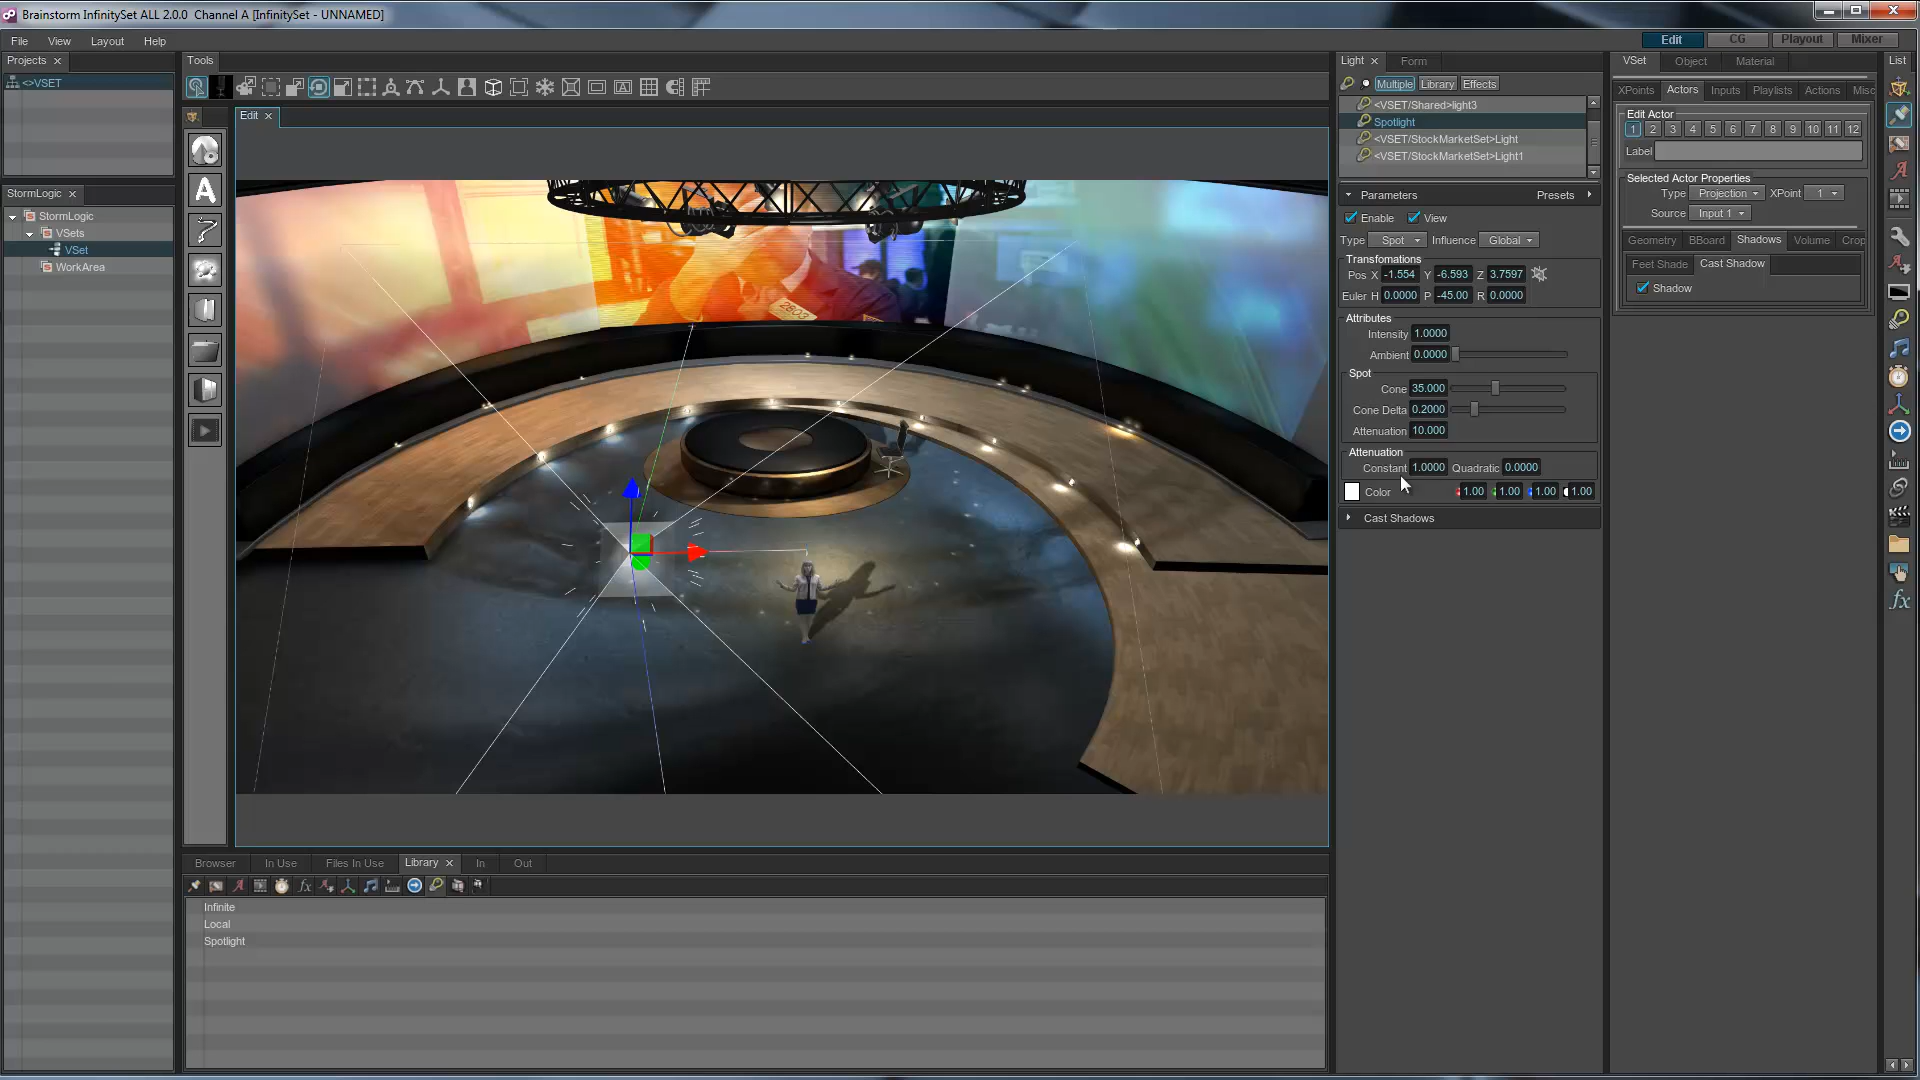 Brainstorm InfinitySet ALL 2.0.0  Channel A [InfinitySet - UNNAMED]
File View Layout Help
Edit CG Playout Mixer
Projects
<>VSET
StormLogic
StormLogic
VSets
VSet
WorkArea
Tools
Edit
2803
Browser In Use Files In Use Library In Out
Infinite
Local
Spotlight
Light Form
Multiple Library Effects
<VSET/Shared>light3
Spotlight
<VSET/StockMarketSet>Light
<VSET/StockMarketSet>Light1
Parameters Presets
Enable View
Type Spot Influence Global
Transfomations
Pos X -1.554 Y -6.593 Z 3.7597
Euler H 0.0000 P -45.00 R 0.0000
Attributes
Intensity 1.0000
Ambient 0.0000
Spot
Cone 35.000
Cone Delta 0.2000
Attenuation 10.000
Attenuation
Constant 1.0000 Quadratic 0.0000
Color 1.00 1.00 1.00 1.00
Cast Shadows
VSet Object Material
XPoints Actors Inputs Playlists Actions Misc
Edit Actor
1 2 3 4 5 6 7 8 9 10 11 12
Label
Selected Actor Properties
Type Projection XPoint 1
Source Input 1
Geometry BBoard Shadows Volume Crop
Feet Shade Cast Shadow
Shadow
List
A
fx